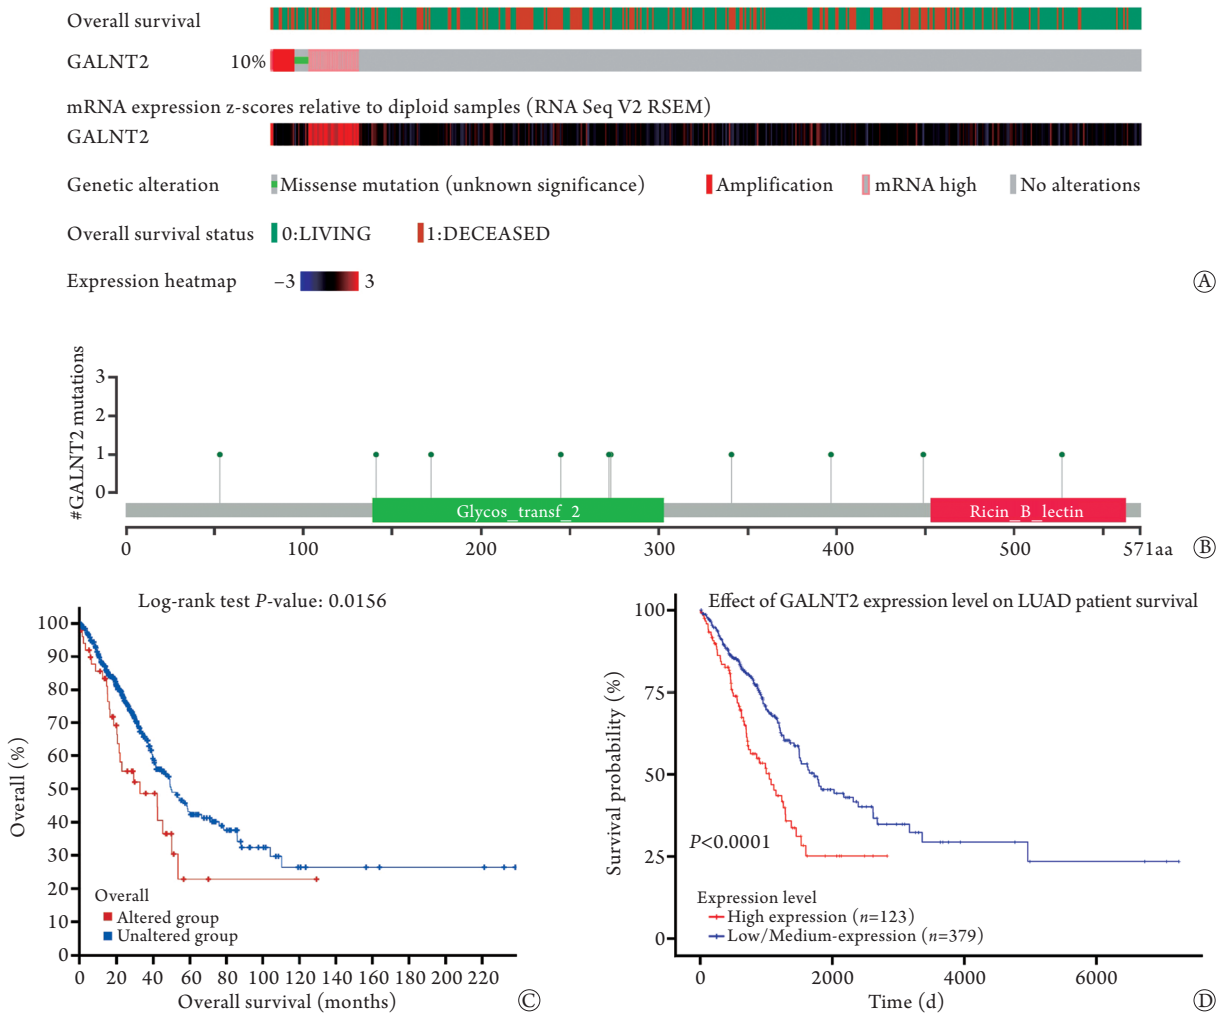 Overall survival
GALNT2 10%
mRNA expression z-scores relative to diploid samples (RNA Seq V2 RSEM)
GALNT2
Genetic alteration Missense mutation (unknown significance) Amplification mRNA high No alterations
Overall survival status 0:LIVING 1:DECEASED
Expression heatmap –3 3
A
#GALNT2 mutations
3
2
1
0
Glycos_transf_2 Ricin_B_lectin
0 100 200 300 400 500 571aa
B
Log-rank test P-value: 0.0156
Overall (%)
100
90
80
70
60
50
40
30
20
10
0
Overall
Altered group
Unaltered group
0 20 40 60 80 100 120 140 160 180 200 220
Overall survival (months)
C
Effect of GALNT2 expression level on LUAD patient survival
Survival probability (%)
100
75
50
25
0
P<0.0001
Expression level
High expression (n=123)
Low/Medium-expression (n=379)
0 2000 4000 6000
Time (d)
D